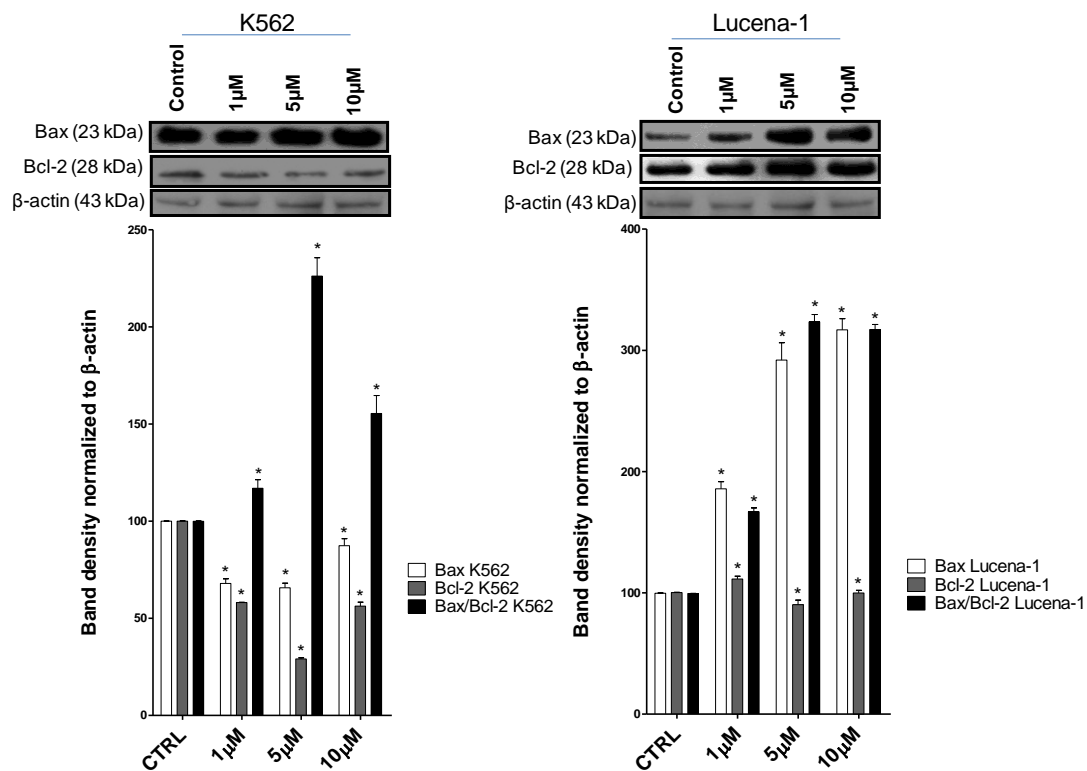 K562
Control
1µM
5µM
10µM
Bax (23 kDa)
Bcl-2 (28 kDa)
β-actin (43 kDa)
Band density normalized to β-actin
250
200
150
100
50
0
* * *
* * *
* * *
CTRL
1µM
5µM
10µM
Bax K562
Bcl-2 K562
Bax/Bcl-2 K562
Lucena-1
Control
1µM
5µM
10µM
Bax (23 kDa)
Bcl-2 (28 kDa)
β-actin (43 kDa)
Band density normalized to β-actin
400
300
200
100
0
* * *
* * *
* * *
CTRL
1µM
5µM
10µM
Bax Lucena-1
Bcl-2 Lucena-1
Bax/Bcl-2 Lucena-1